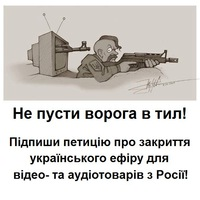 Не пусти ворога в тил!
Підпиши петицію про закриття
українського ефіру для
відео- та аудіотоварів з Росії!